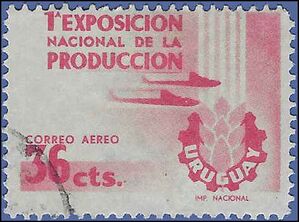 1ª EXPOSICION
NACIONAL DE LA
PRODUCCION
CORREO AEREO
36 cts.
URUGUAY
IMP. NACIONAL